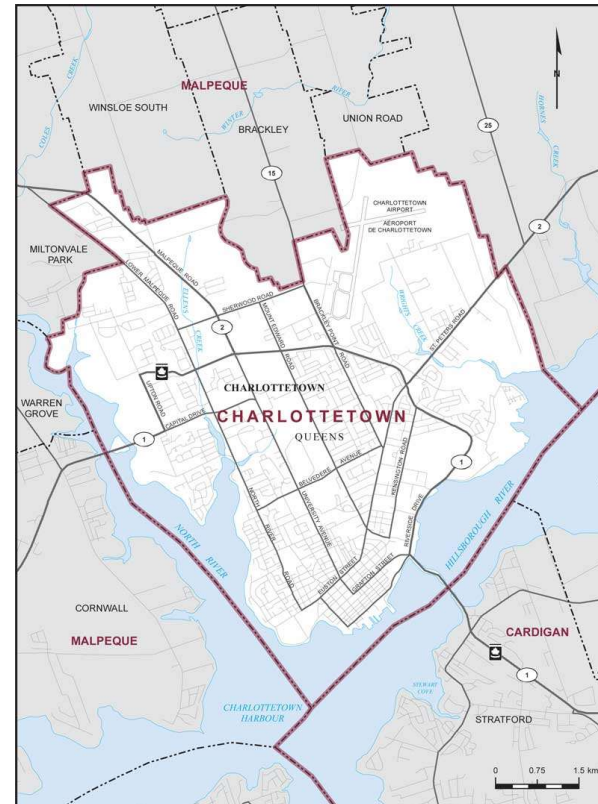 COLES
CREEK
MALPEQUE
WINSLOE SOUTH
WINTER
RIVER
UNION ROAD
BRACKLEY
HORNES
CREEK
N
25
15
2
CHARLOTTETOWN
AIRPORT
AÉROPORT
DE CHARLOTTETOWN
MILTONVALE
PARK
LOWER MALPEQUE ROAD
MALPEQUE ROAD
SHERWOOD ROAD
CREEK
2
MOUNT EDWARD ROAD
BRACKLEY POINT ROAD
WRIGHTS
CREEK
ST. PETERS ROAD
UPTON ROAD
CHARLOTTETOWN
CHARLOTTETOWN
QUEENS
WARREN
GROVE
1
CAPITAL DRIVE
BELVEDERE AVENUE
KENSINGTON ROAD
1
NORTH RIVER ROAD
UNIVERSITY AVENUE
RIVERSIDE DRIVE
EUSTON STREET
GRAFTON STREET
NORTH RIVER
HILLSBOROUGH RIVER
CORNWALL
MALPEQUE
CARDIGAN
STEWART
COVE
1
CHARLOTTETOWN
HARBOUR
STRATFORD
0 0.75 1.5 km